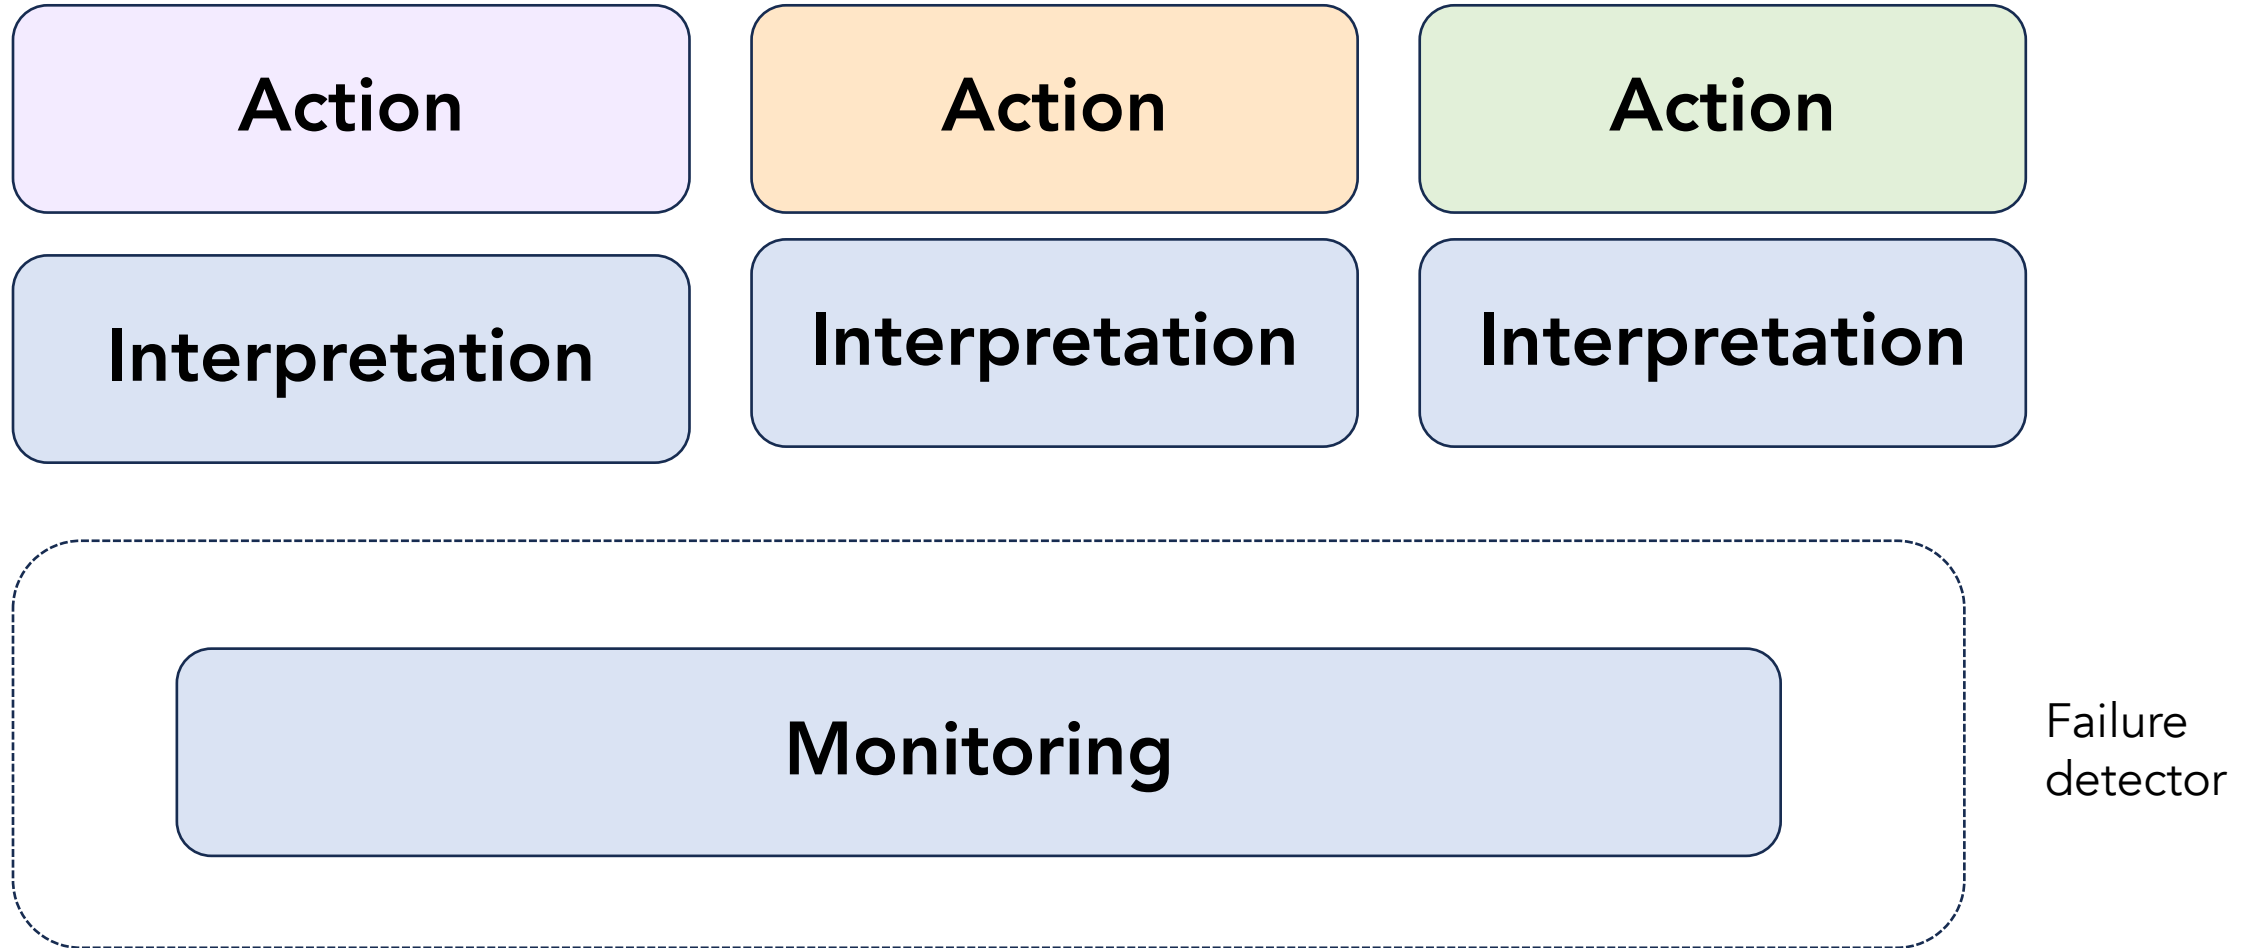 Action
Action
Action
Interpretation
Interpretation
Interpretation
Monitoring
Failure
detector